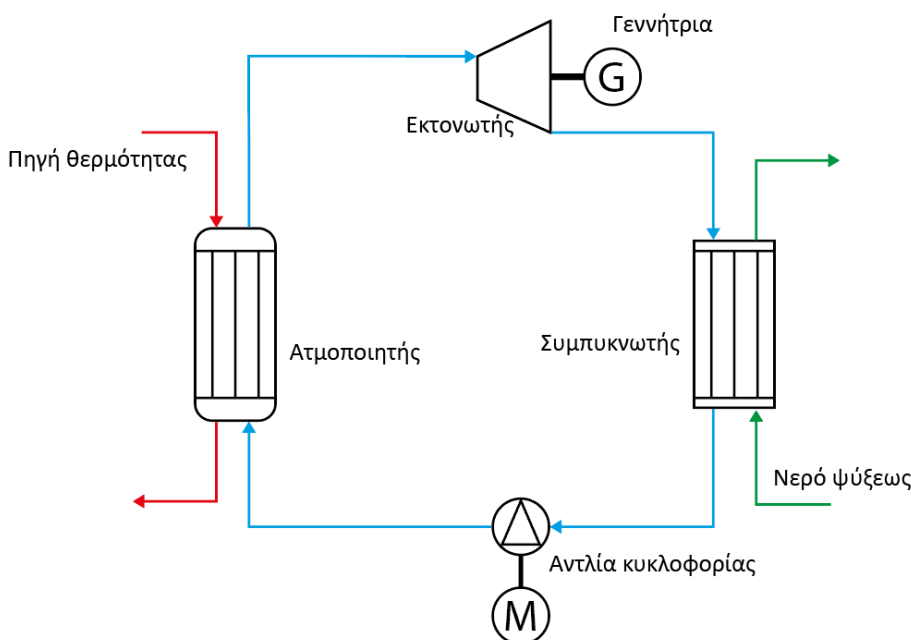 Γεννήτρια
G
Εκτονωτής
Πηγή θερμότητας
Ατμοποιητής
Συμπυκνωτής
Νερό ψύξεως
Αντλία κυκλοφορίας
M